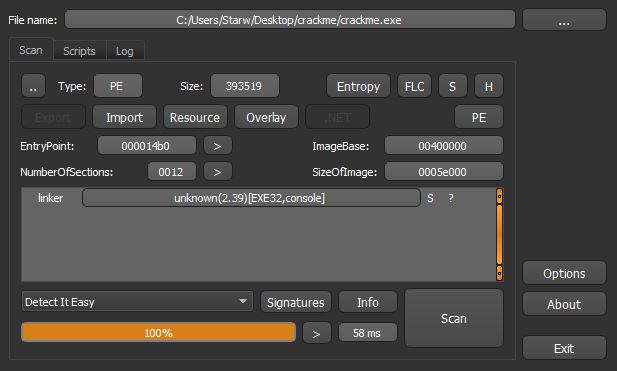 File name: C:/Users/Starw/Desktop/crackme/crackme.exe ...
Scan Scripts Log
.. Type: PE Size: 393519 Entropy FLC S H
Export Import Resource Overlay .NET PE
EntryPoint: 000014b0 > ImageBase: 00400000
NumberOfSections: 0012 > SizeOfImage: 0005e000
linker unknown(2.39)[EXE32,console] S ?
Options
Detect It Easy Signatures Info Scan About
100% > 58 ms
Exit